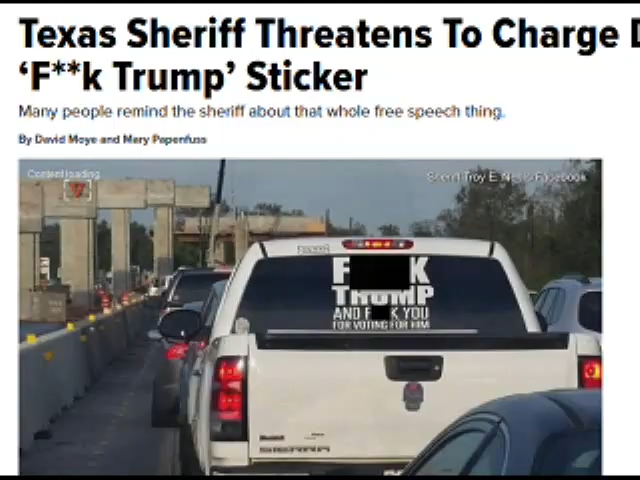 Texas Sheriff Threatens To Charge D
‘F**k Trump’ Sticker
Many people remind the sheriff about that whole free speech thing.
By David Moye and Mary Papenfuss
Content loading
Sheriff Troy E. Nehls/Facebook
F K
TRUMP
AND F K YOU
FOR VOTING FOR HIM
SIERRA